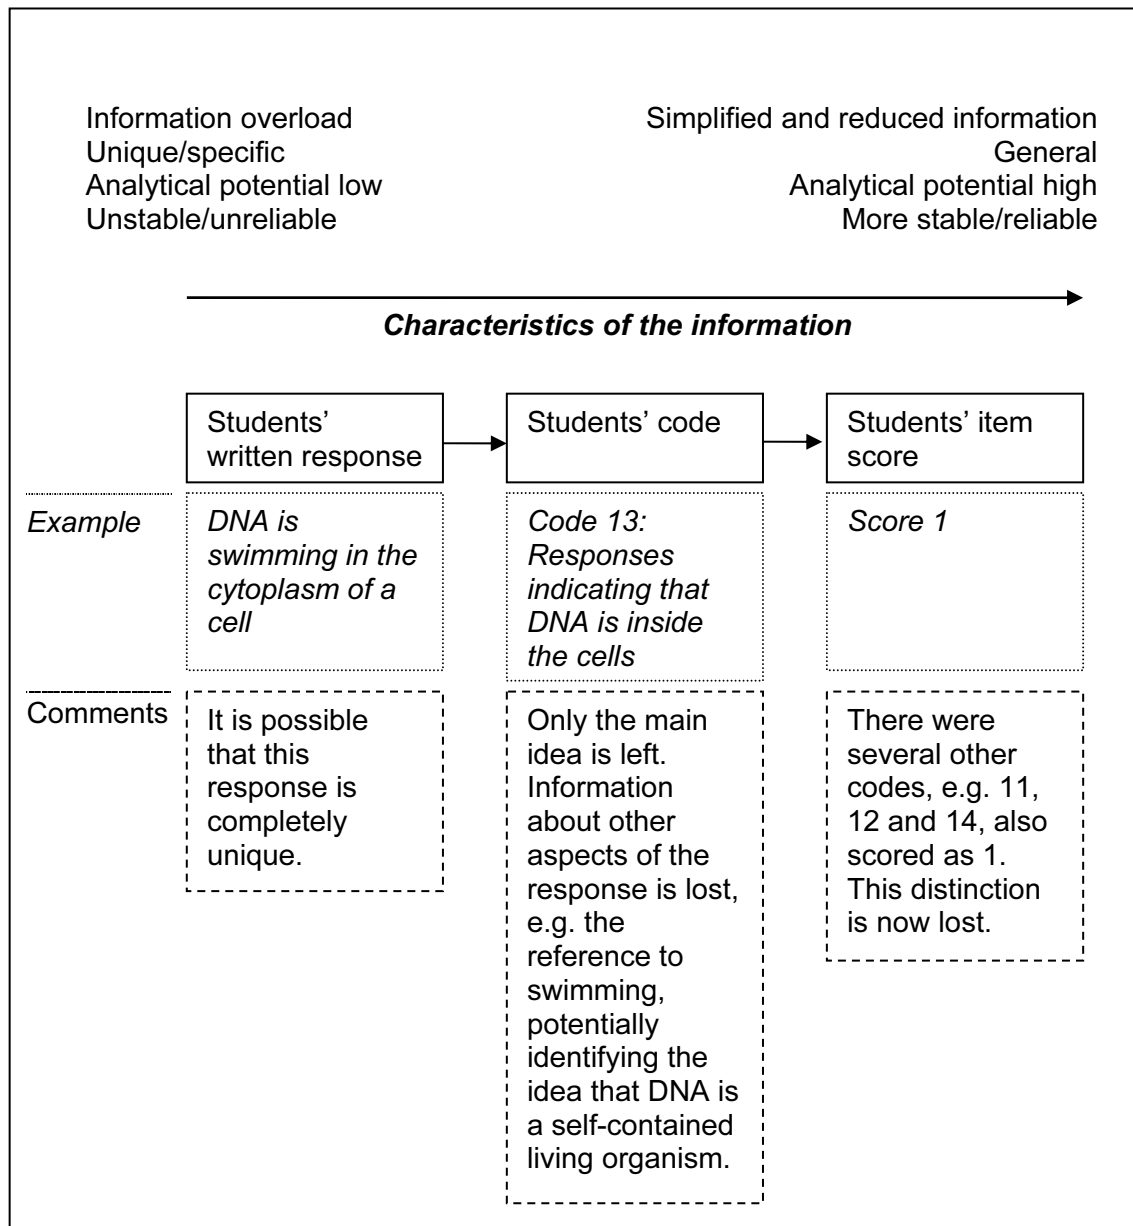 Information overload
Unique/specific
Analytical potential low
Unstable/unreliable
Simplified and reduced information
General
Analytical potential high
More stable/reliable
Characteristics of the information
Students’
written response
Students’ code
Students’ item
score
Example
DNA is
swimming in the
cytoplasm of a
cell
Code 13:
Responses
indicating that
DNA is inside
the cells
Score 1
Comments
It is possible
that this
response is
completely
unique.
Only the main
idea is left.
Information
about other
aspects of the
response is lost,
e.g. the
reference to
swimming,
potentially
identifying the
idea that DNA is
a self-contained
living organism.
There were
several other
codes, e.g. 11,
12 and 14, also
scored as 1.
This distinction
is now lost.